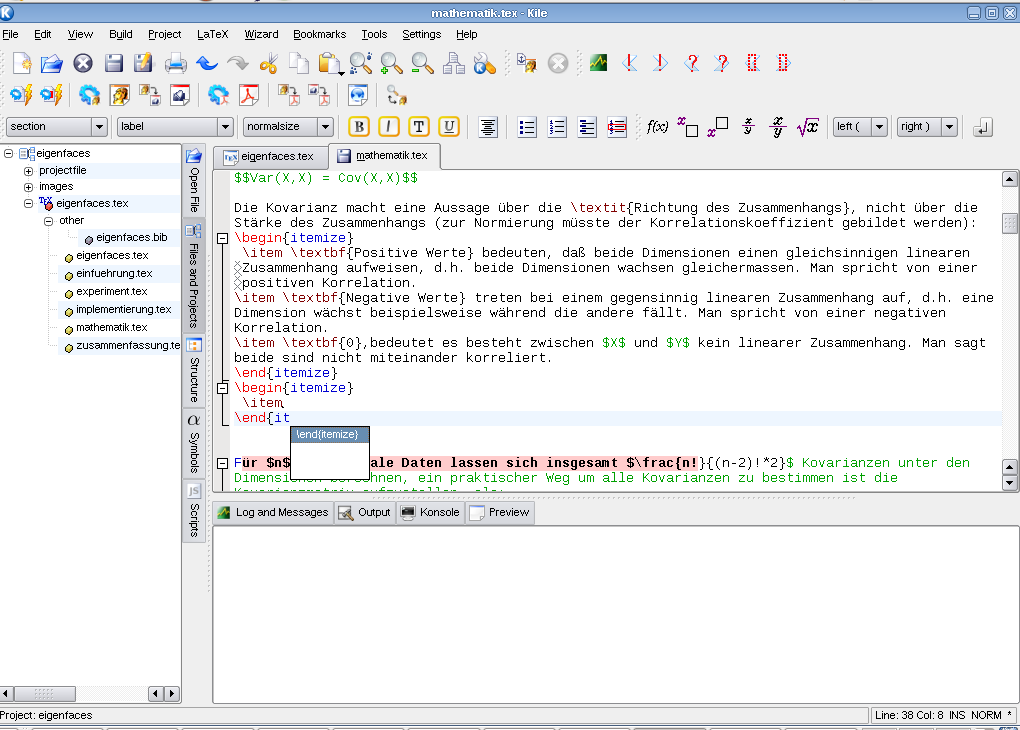 mathematik.tex - Kile
File Edit View Build Project LaTeX Wizard Bookmarks Tools Settings Help
section label normalsize B I T U f(x) left ( right )
eigenfaces
projectfile
images
eigenfaces.tex
other
eigenfaces.bib
eigenfaces.tex
einfuehrung.tex
experiment.tex
implementierung.tex
mathematik.tex
zusammenfassung.te
Open File
Files and Projects
Structure
Symbols
Scripts
eigenfaces.tex mathematik.tex
$$Var(X,X) = Cov(X,X)$$
Die Kovarianz macht eine Aussage über die \textit{Richtung des Zusammenhangs}, nicht über die
Stärke des Zusammenhangs (zur Normierung müsste der Korrelationskoeffizient gebildet werden):
\begin{itemize}
\item \textbf{Positive Werte} bedeuten, daß beide Dimensionen einen gleichsinnigen linearen
Zusammenhang aufweisen, d.h. beide Dimensionen wachsen gleichermassen. Man spricht von einer
positiven Korrelation.
\item \textbf{Negative Werte} treten bei einem gegensinnig linearen Zusammenhang auf, d.h. eine
Dimension wächst beispielsweise während die andere fällt. Man spricht von einer negativen
Korrelation.
\item \textbf{0},bedeutet es besteht zwischen $X$ und $Y$ kein linearer Zusammenhang. Man sagt
beide sind nicht miteinander korreliert.
\end{itemize}
\begin{itemize}
\item
\end{it
\end{itemize}
Für $n$ ale Daten lassen sich insgesamt $\frac{n!}{(n-2)!*2}$ Kovarianzen unter den
Dimensionen berechnen, ein praktischer Weg um alle Kovarianzen zu bestimmen ist die
Log and Messages Output Konsole Preview
Project: eigenfaces
Line: 38 Col: 8 INS NORM *